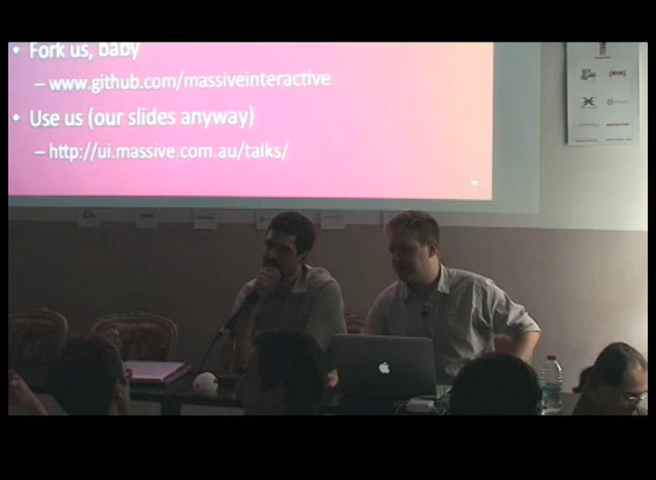 • Fork us, baby
– www.github.com/massiveinteractive
• Use us (our slides anyway)
– http://ui.massive.com.au/talks/